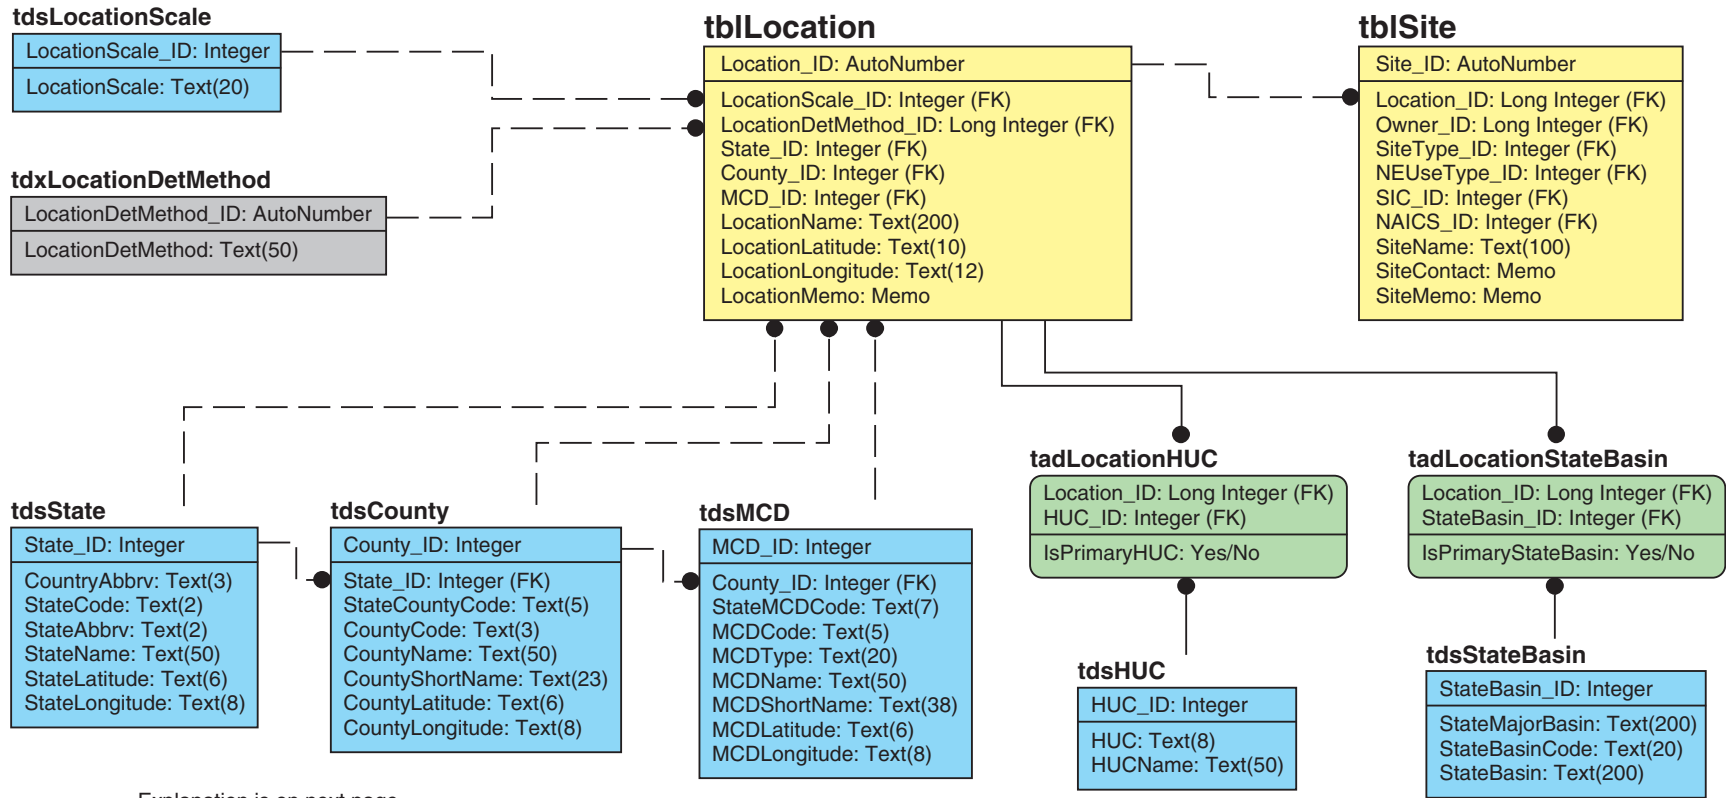 tdsLocationScale
LocationScale_ID: Integer
LocationScale: Text(20)
tdxLocationDetMethod
LocationDetMethod_ID: AutoNumber
LocationDetMethod: Text(50)
tblLocation
Location_ID: AutoNumber
LocationScale_ID: Integer (FK)
LocationDetMethod_ID: Long Integer (FK)
State_ID: Integer (FK)
County_ID: Integer (FK)
MCD_ID: Integer (FK)
LocationName: Text(200)
LocationLatitude: Text(10)
LocationLongitude: Text(12)
LocationMemo: Memo
tblSite
Site_ID: AutoNumber
Location_ID: Long Integer (FK)
Owner_ID: Long Integer (FK)
SiteType_ID: Integer (FK)
NEUseType_ID: Integer (FK)
SIC_ID: Integer (FK)
NAICS_ID: Integer (FK)
SiteName: Text(100)
SiteContact: Memo
SiteMemo: Memo
tdsState
State_ID: Integer
CountryAbbrv: Text(3)
StateCode: Text(2)
StateAbbrv: Text(2)
StateName: Text(50)
StateLatitude: Text(6)
StateLongitude: Text(8)
tdsCounty
County_ID: Integer
State_ID: Integer (FK)
StateCountyCode: Text(5)
CountyCode: Text(3)
CountyName: Text(50)
CountyShortName: Text(23)
CountyLatitude: Text(6)
CountyLongitude: Text(8)
tdsMCD
MCD_ID: Integer
County_ID: Integer (FK)
StateMCDCode: Text(7)
MCDCode: Text(5)
MCDType: Text(20)
MCDName: Text(50)
MCDShortName: Text(38)
MCDLatitude: Text(6)
MCDLongitude: Text(8)
tadLocationHUC
Location_ID: Long Integer (FK)
HUC_ID: Integer (FK)
IsPrimaryHUC: Yes/No
tadLocationStateBasin
Location_ID: Long Integer (FK)
StateBasin_ID: Integer (FK)
IsPrimaryStateBasin: Yes/No
tdsHUC
HUC_ID: Integer
HUC: Text(8)
HUCName: Text(50)
tdsStateBasin
StateBasin_ID: Integer
StateMajorBasin: Text(200)
StateBasinCode: Text(20)
StateBasin: Text(200)
Explanation is on next page